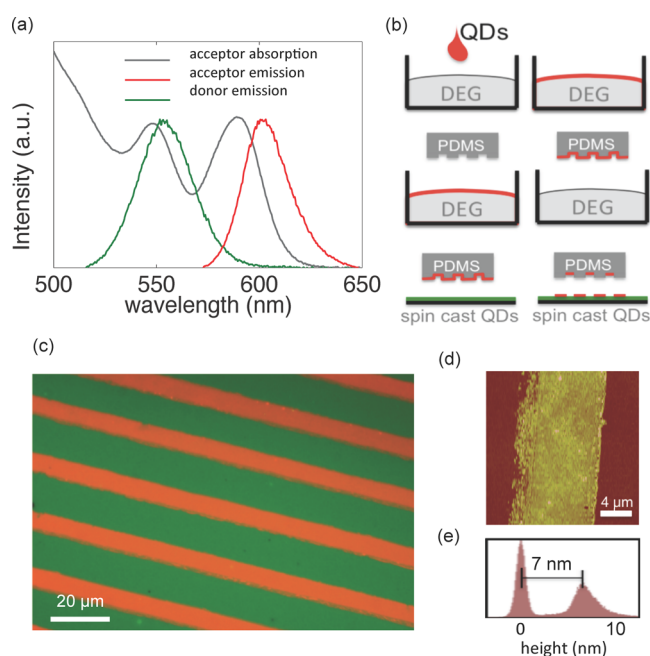 (a)
acceptor absorption
acceptor emission
donor emission
Intensity (a.u.)
500 550 600 650
wavelength (nm)
(b)
QDs
DEG DEG
PDMS PDMS
DEG DEG
PDMS PDMS
spin cast QDs spin cast QDs
(c)
20 µm
(d)
4 µm
(e)
7 nm
0 10
height (nm)